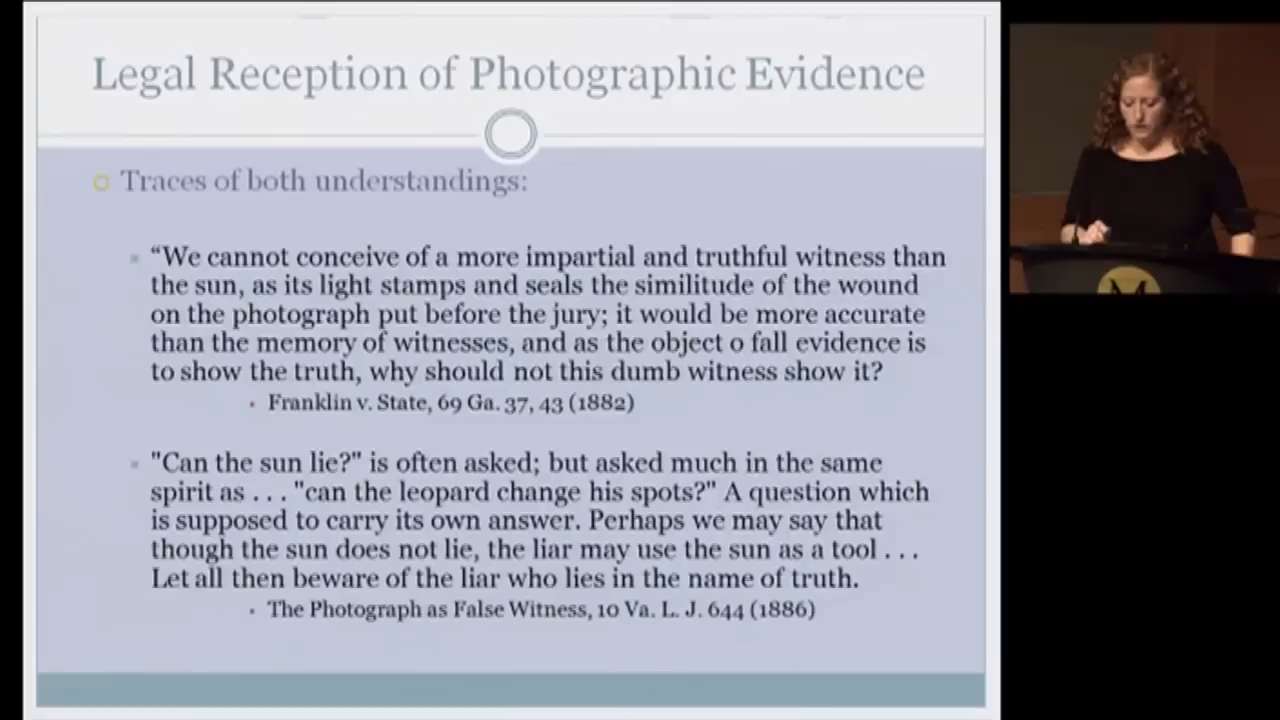 Legal Reception of Photographic Evidence
Traces of both understandings:
“We cannot conceive of a more impartial and truthful witness than
the sun, as its light stamps and seals the similitude of the wound
on the photograph put before the jury; it would be more accurate
than the memory of witnesses, and as the object o fall evidence is
to show the truth, why should not this dumb witness show it?
Franklin v. State, 69 Ga. 37, 43 (1882)
"Can the sun lie?" is often asked; but asked much in the same
spirit as . . . "can the leopard change his spots?" A question which
is supposed to carry its own answer. Perhaps we may say that
though the sun does not lie, the liar may use the sun as a tool . . .
Let all then beware of the liar who lies in the name of truth.
The Photograph as False Witness, 10 Va. L. J. 644 (1886)
M